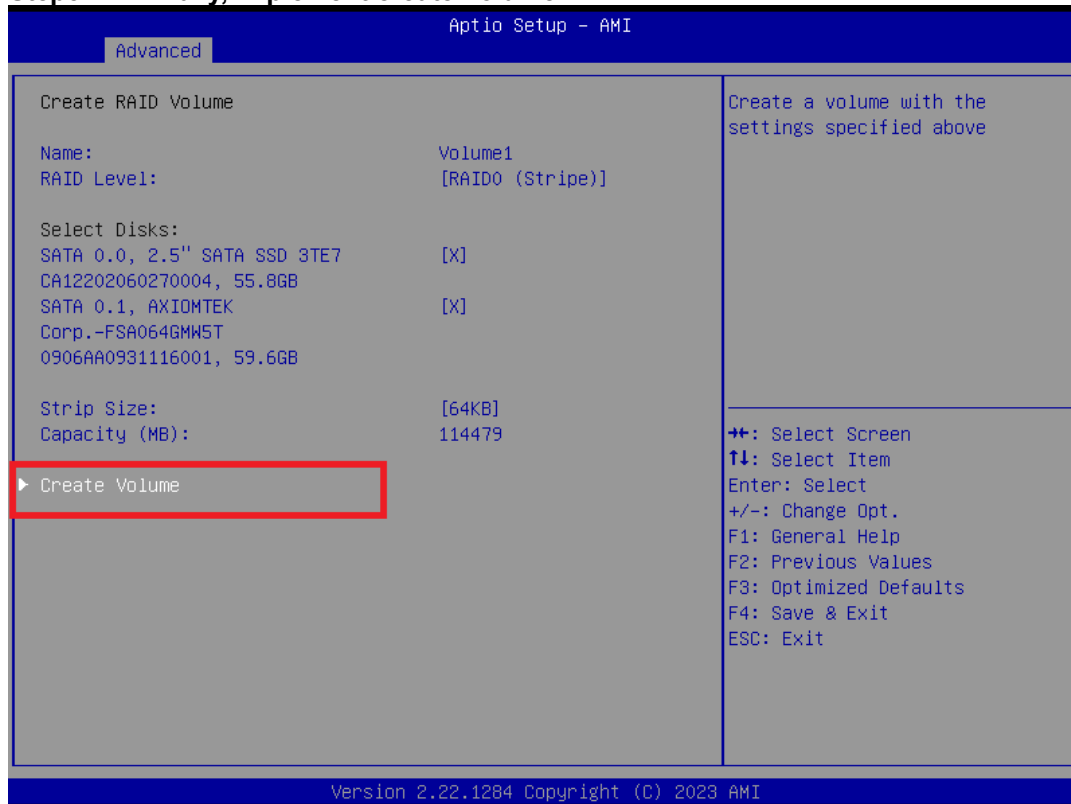 Aptio Setup – AMI
Advanced
Create RAID Volume
Name: Volume1
RAID Level: [RAID0 (Stripe)]
Select Disks:
SATA 0.0, 2.5'' SATA SSD 3TE7 [X]
CA12202060270004, 55.8GB
SATA 0.1, AXIOMTEK [X]
Corp.-FSA064GMW5T
0906AA0931116001, 59.6GB
Strip Size: [64KB]
Capacity (MB): 114479
▶ Create Volume
Create a volume with the
settings specified above
→←: Select Screen
↑↓: Select Item
Enter: Select
+/-: Change Opt.
F1: General Help
F2: Previous Values
F3: Optimized Defaults
F4: Save & Exit
ESC: Exit
Version 2.22.1284 Copyright (C) 2023 AMI